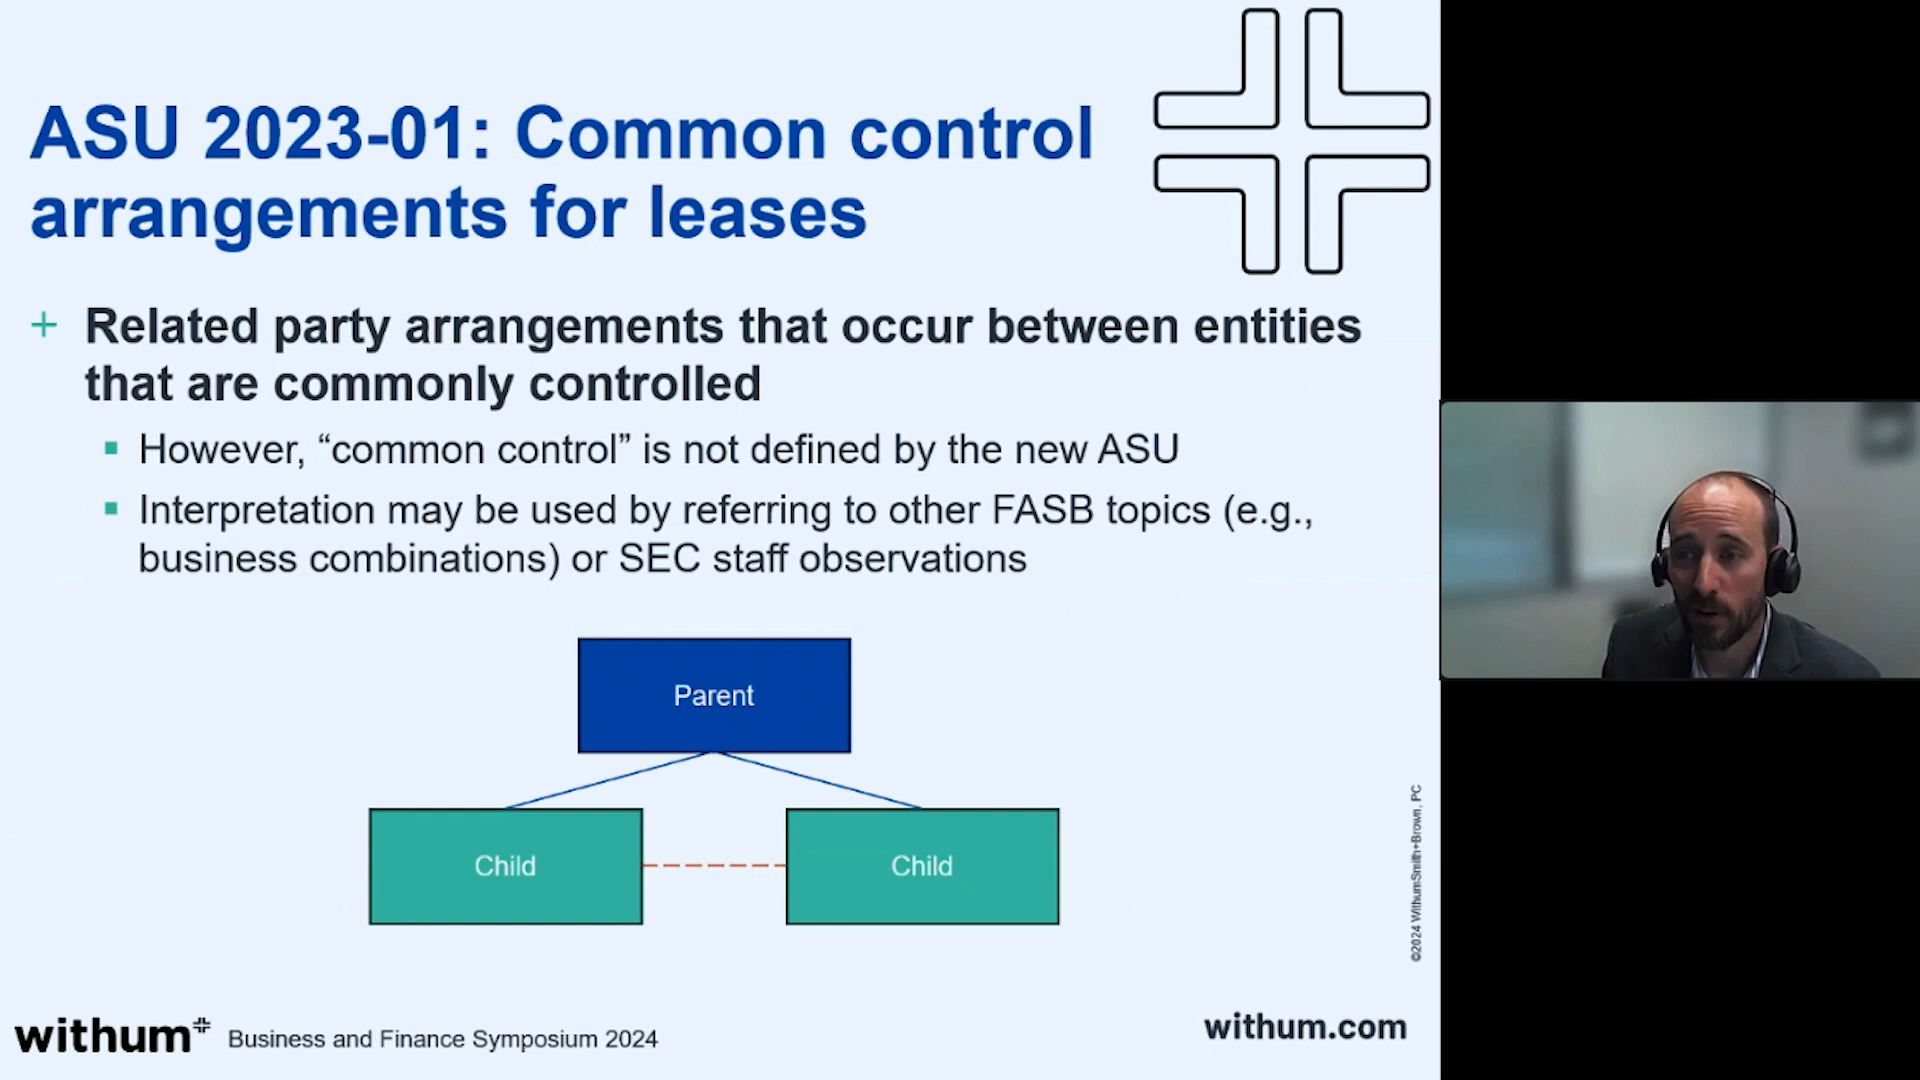 ASU 2023-01: Common control
arrangements for leases
+ Related party arrangements that occur between entities
that are commonly controlled
▪ However, “common control” is not defined by the new ASU
▪ Interpretation may be used by referring to other FASB topics (e.g.,
business combinations) or SEC staff observations
Parent
Child
Child
©2024 WithumSmith+Brown, PC
withum
Business and Finance Symposium 2024
withum.com